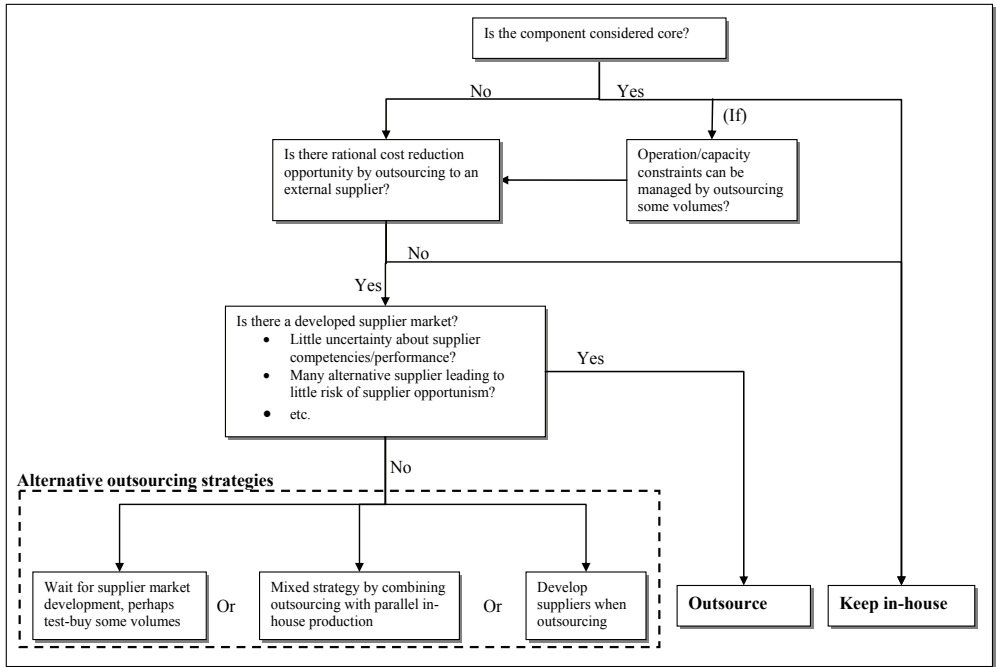 Is the component considered core?
No
Yes
(If)
Is there rational cost reduction
opportunity by outsourcing to an
external supplier?
Operation/capacity
constraints can be
managed by outsourcing
some volumes?
No
Yes
Is there a developed supplier market?
• Little uncertainty about supplier
competencies/performance?
• Many alternative supplier leading to
little risk of supplier opportunism?
• etc.
Yes
No
Alternative outsourcing strategies
Wait for supplier market
development, perhaps
test-buy some volumes
Or
Mixed strategy by combining
outsourcing with parallel in-
house production
Or
Develop
suppliers when
outsourcing
Outsource
Keep in-house